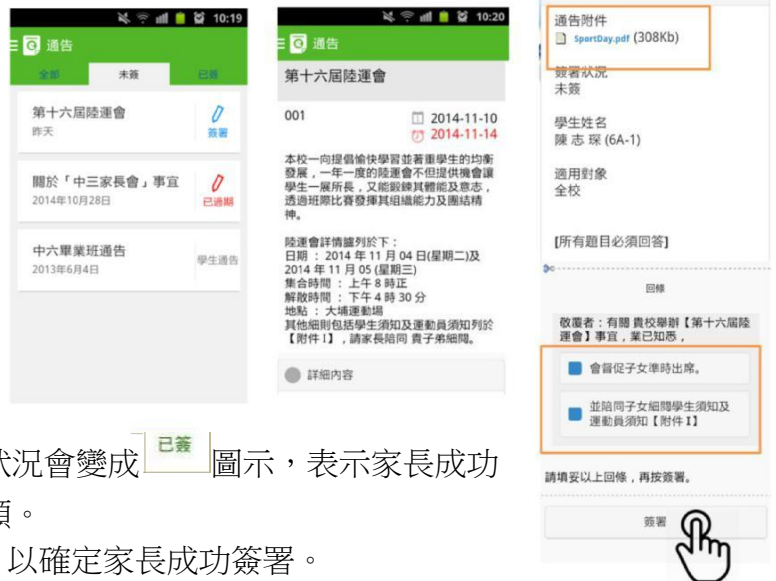 10:19
通告
全部 未簽 已簽
第十六屆陸運會
昨天
簽署
關於「中三家長會」事宜
2014年10月28日
已過期
中六畢業班通告
2013年6月4日
學生通告
10:20
通告
第十六屆陸運會
001
2014-11-10
2014-11-14
本校一向提倡愉快學習並著重學生的均衡
發展，一年一度的陸運會不但提供機會讓
學生一展所長，又能鍛鍊其體能及意志，
透過班際比賽發揮其組織能力及團結精
神。
陸運會詳情臚列於下：
日期 ： 2014 年 11 月 04 日(星期二)及
2014 年 11 月 05 (星期三)
集合時間 ： 上午 8 時正
解散時間 ： 下午 4 時 30 分
地點 ： 大埔運動場
其他細則包括學生須知及運動員須知列於
【附件 I】，請家長陪同 貴子弟細閱。
詳細內容
通告附件
SportDay.pdf (308Kb)
簽署狀況
未簽
學生姓名
陳 志 琛 (6A-1)
適用對象
全校
[所有題目必須回答]
回條
敬覆者：有關 貴校舉辦【第十六屆陸
運會】事宜，業已知悉，
會督促子女準時出席。
並陪同子女細閱學生須知及
運動員須知【附件 I】
請填妥以上回條，再按簽署。
簽署
狀況會變成 已簽 圖示，表示家長成功
。
以確定家長成功簽署。